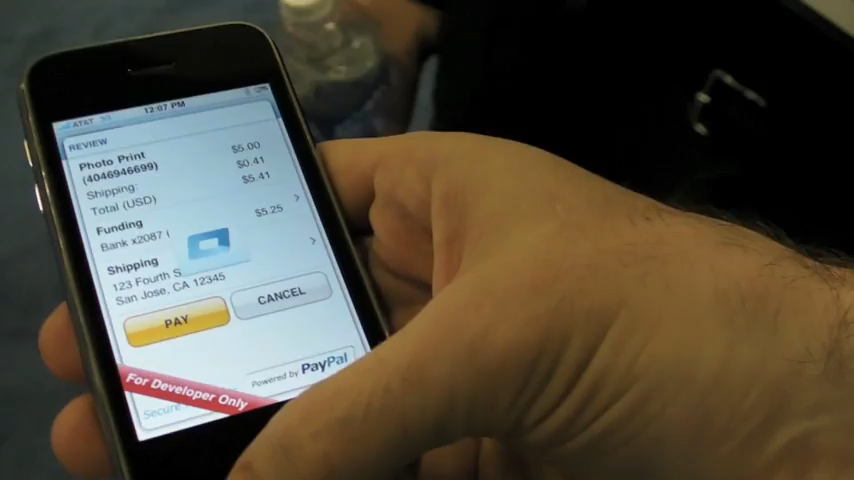 AT&T 3G 12:07 PM
REVIEW
Photo Print $5.00
(4046946699) $0.41
Shipping: $5.41
Total (USD)
Funding $5.25
Bank x2087 (
Shipping
123 Fourth S
San Jose, CA 12345
PAY CANCEL
Powered by PayPal
For Developer Only
Secure